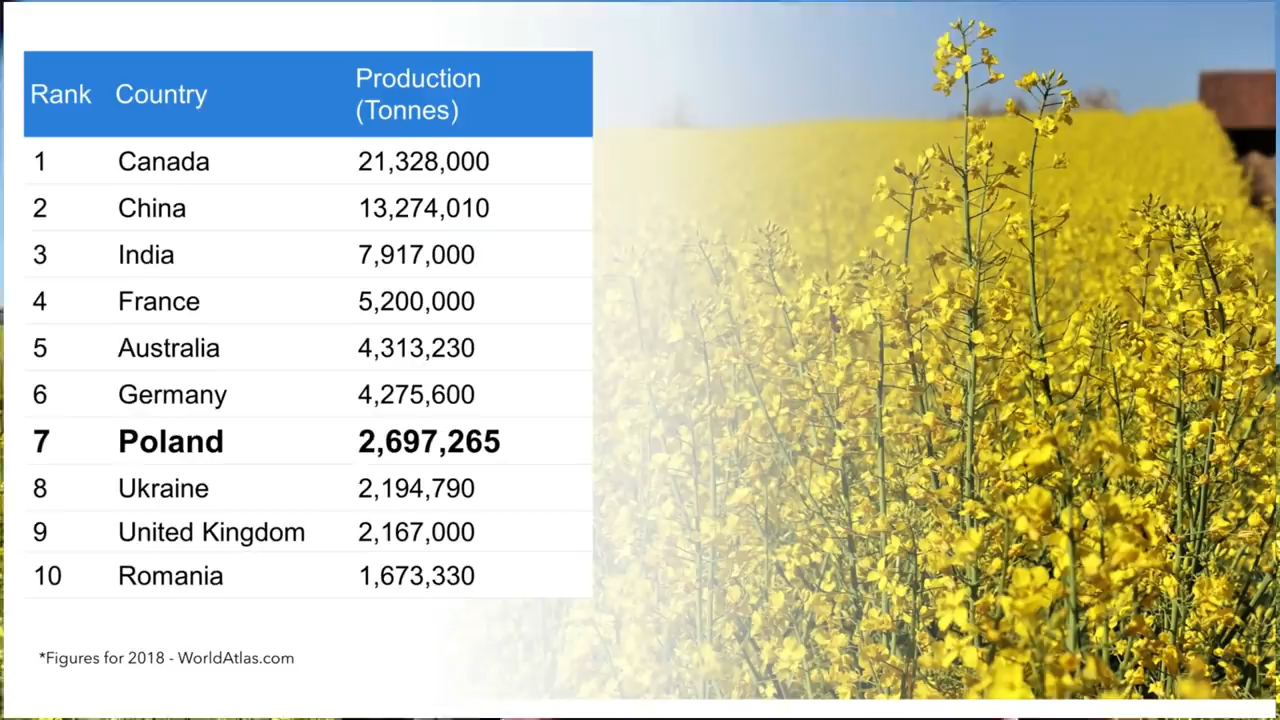 Rank Country Production (Tonnes)
1 Canada 21,328,000
2 China 13,274,010
3 India 7,917,000
4 France 5,200,000
5 Australia 4,313,230
6 Germany 4,275,600
7 Poland 2,697,265
8 Ukraine 2,194,790
9 United Kingdom 2,167,000
10 Romania 1,673,330
*Figures for 2018 - WorldAtlas.com